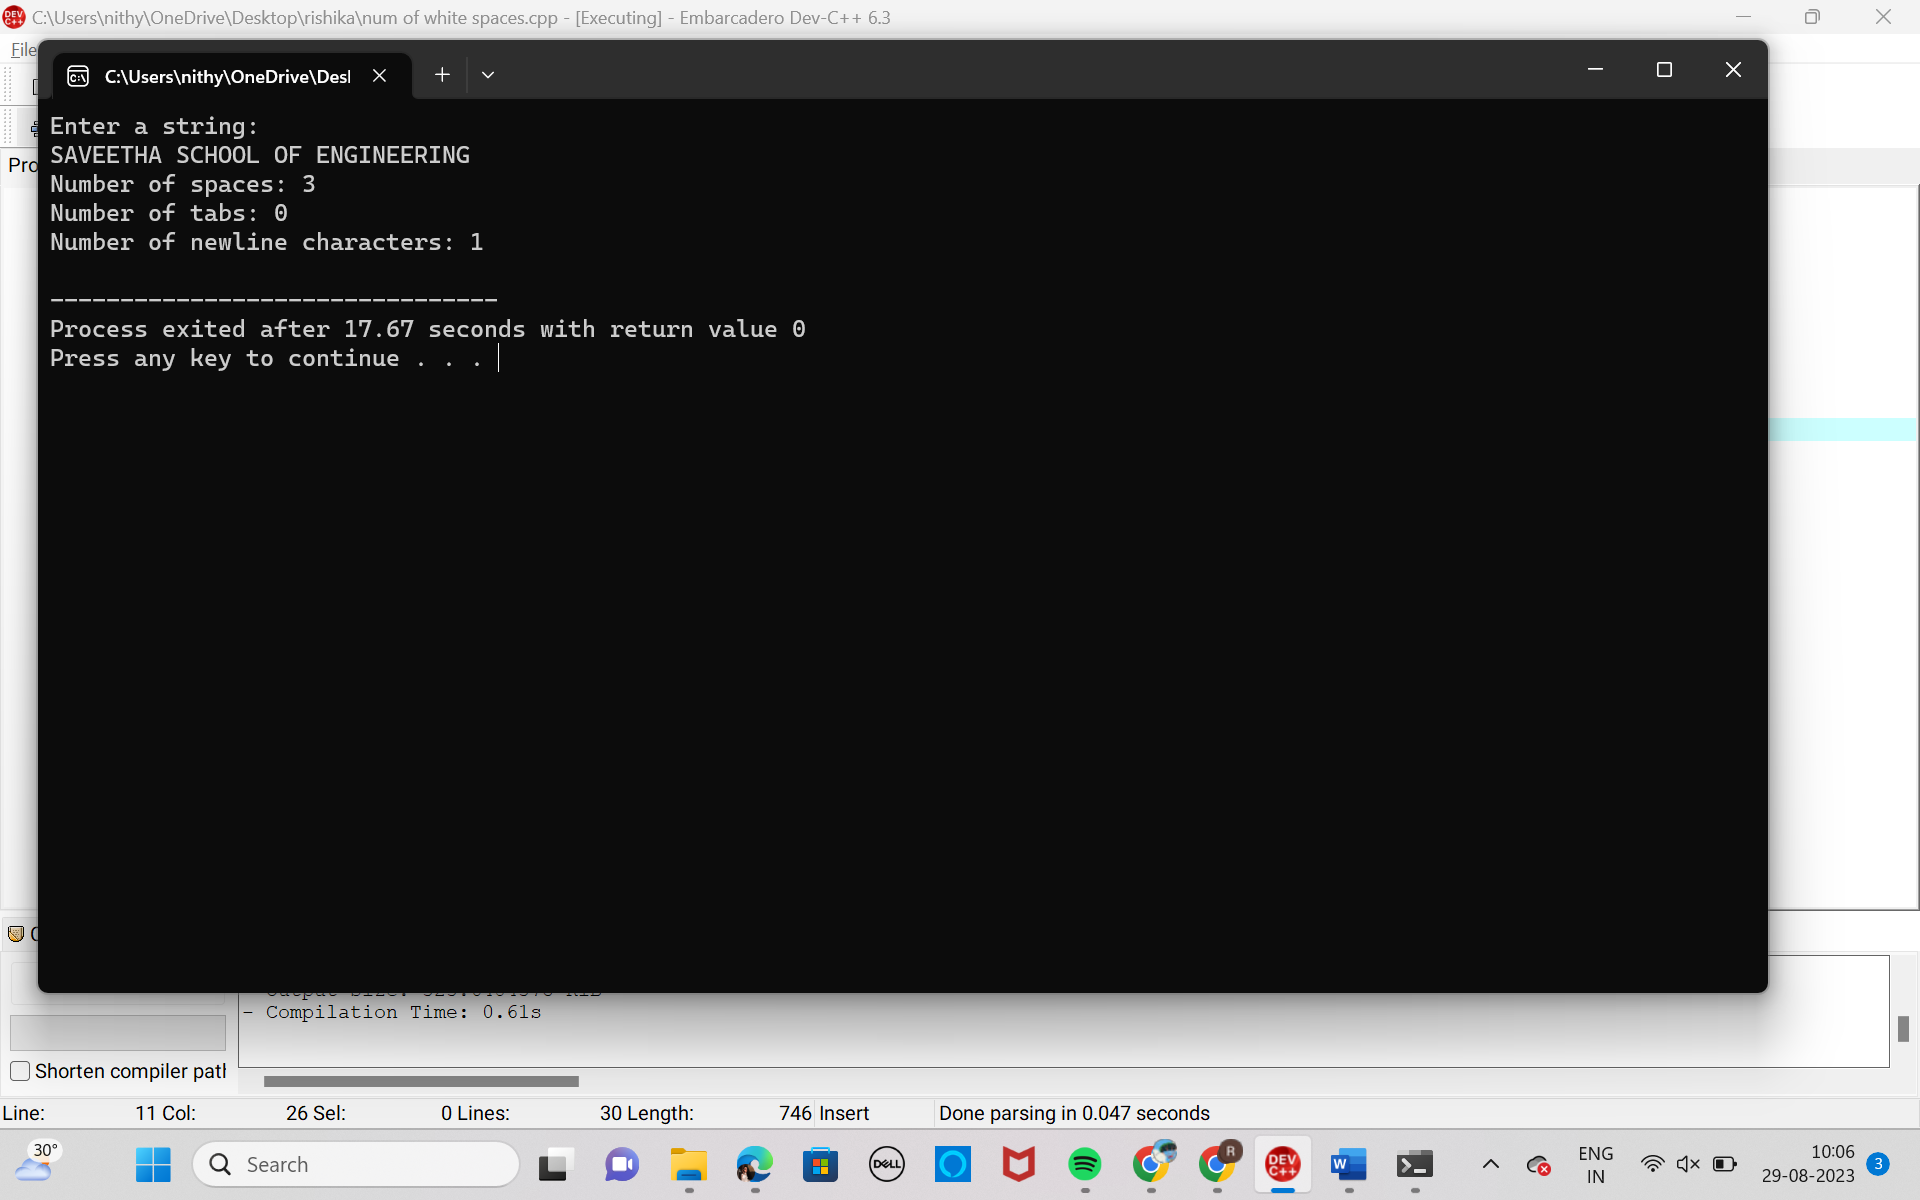 C:\Users\nithy\OneDrive\Desktop\rishika\num of white spaces.cpp - [Executing] - Embarcadero Dev-C++ 6.3
File
C:\Users\nithy\OneDrive\Desl
Enter a string:
SAVEETHA SCHOOL OF ENGINEERING
Pro
Number of spaces: 3
Number of tabs: 0
Number of newline characters: 1
--------------------------------
Process exited after 17.67 seconds with return value 0
Press any key to continue . . .
- Compilation Time: 0.61s
Shorten compiler path
Line: 11 Col: 26 Sel: 0 Lines: 30 Length: 746 Insert Done parsing in 0.047 seconds
30°
Search
DELL
R
DEV C++
W
ENG
IN
10:06
29-08-2023
3